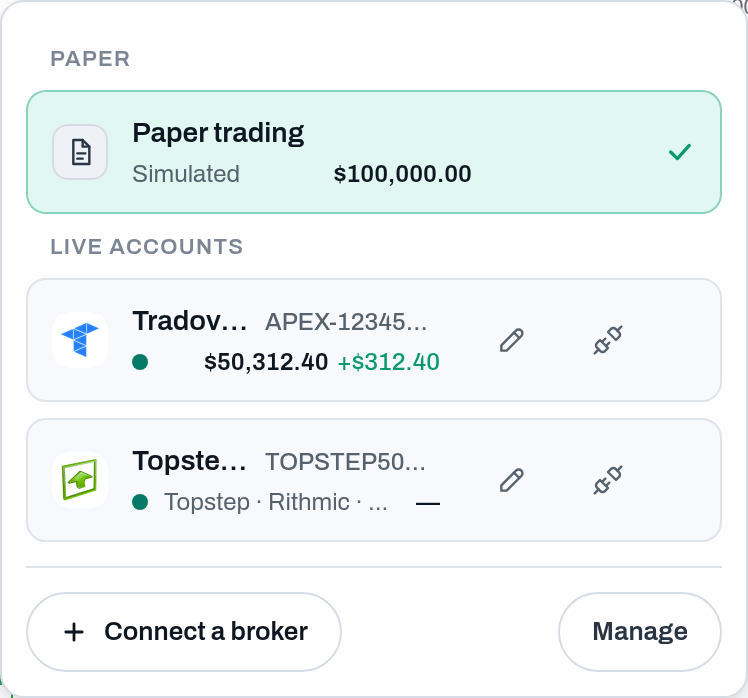 PAPER
Paper trading
Simulated $100,000.00
LIVE ACCOUNTS
Tradov... APEX-12345...
$50,312.40 +$312.40
Topste... TOPSTEP50...
Topstep · Rithmic · ... —
Connect a broker
Manage